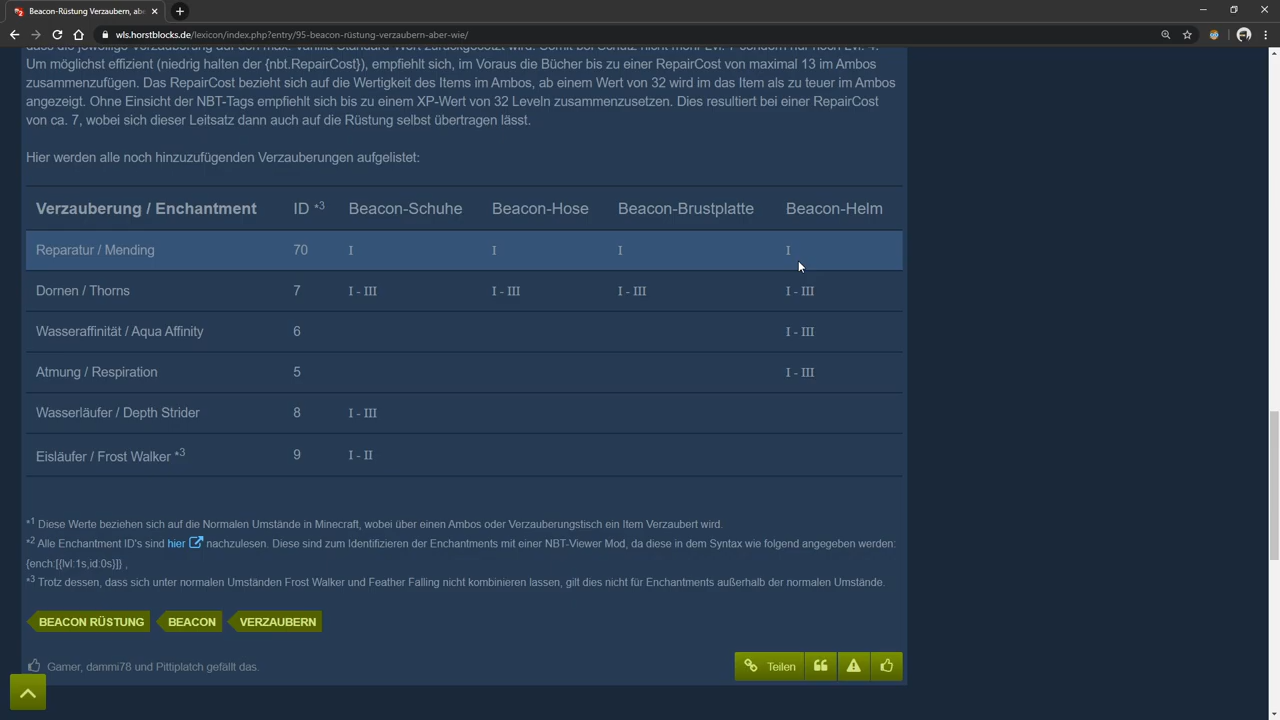 Beacon-Rüstung Verzaubern, abe
wls.horstblocks.de/lexicon/index.php?entry/95-beacon-rüstung-verzaubern-aber-wie/
dass die jeweilige Verzauberung auf den max. Vanilla Standard-Wert zurückgesetzt wird. Somit bei Schutz nicht mehr Lvl. 7 sondern nur noch Lvl. 4.
Um möglichst effizient (niedrig halten der {nbt.RepairCost}), empfiehlt sich, im Voraus die Bücher bis zu einer RepairCost von maximal 13 im Ambos
zusammenzufügen. Das RepairCost bezieht sich auf die Wertigkeit des Items im Ambos, ab einem Wert von 32 wird im das Item als zu teuer im Ambos
angezeigt. Ohne Einsicht der NBT-Tags empfiehlt sich bis zu einem XP-Wert von 32 Leveln zusammenzusetzen. Dies resultiert bei einer RepairCost
von ca. 7, wobei sich dieser Leitsatz dann auch auf die Rüstung selbst übertragen lässt.
Hier werden alle noch hinzuzufügenden Verzauberungen aufgelistet:
Verzauberung / Enchantment ID *3 Beacon-Schuhe Beacon-Hose Beacon-Brustplatte Beacon-Helm
Reparatur / Mending 70 I I I I
Dornen / Thorns 7 I - III I - III I - III I - III
Wasseraffinität / Aqua Affinity 6 I - III
Atmung / Respiration 5 I - III
Wasserläufer / Depth Strider 8 I - III
Eisläufer / Frost Walker *3 9 I - II
*1 Diese Werte beziehen sich auf die Normalen Umstände in Minecraft, wobei über einen Ambos oder Verzauberungstisch ein Item Verzaubert wird.
*2 Alle Enchantment ID's sind hier nachzulesen. Diese sind zum Identifizieren der Enchantments mit einer NBT-Viewer Mod, da diese in dem Syntax wie folgend angegeben werden:
{ench:[{lvl:1s,id:0s}]} ,
*3 Trotz dessen, dass sich unter normalen Umständen Frost Walker und Feather Falling nicht kombinieren lassen, gilt dies nicht für Enchantments außerhalb der normalen Umstände.
BEACON RÜSTUNG BEACON VERZAUBERN
Gamer, dammi78 und Pittiplatch gefällt das.
Teilen